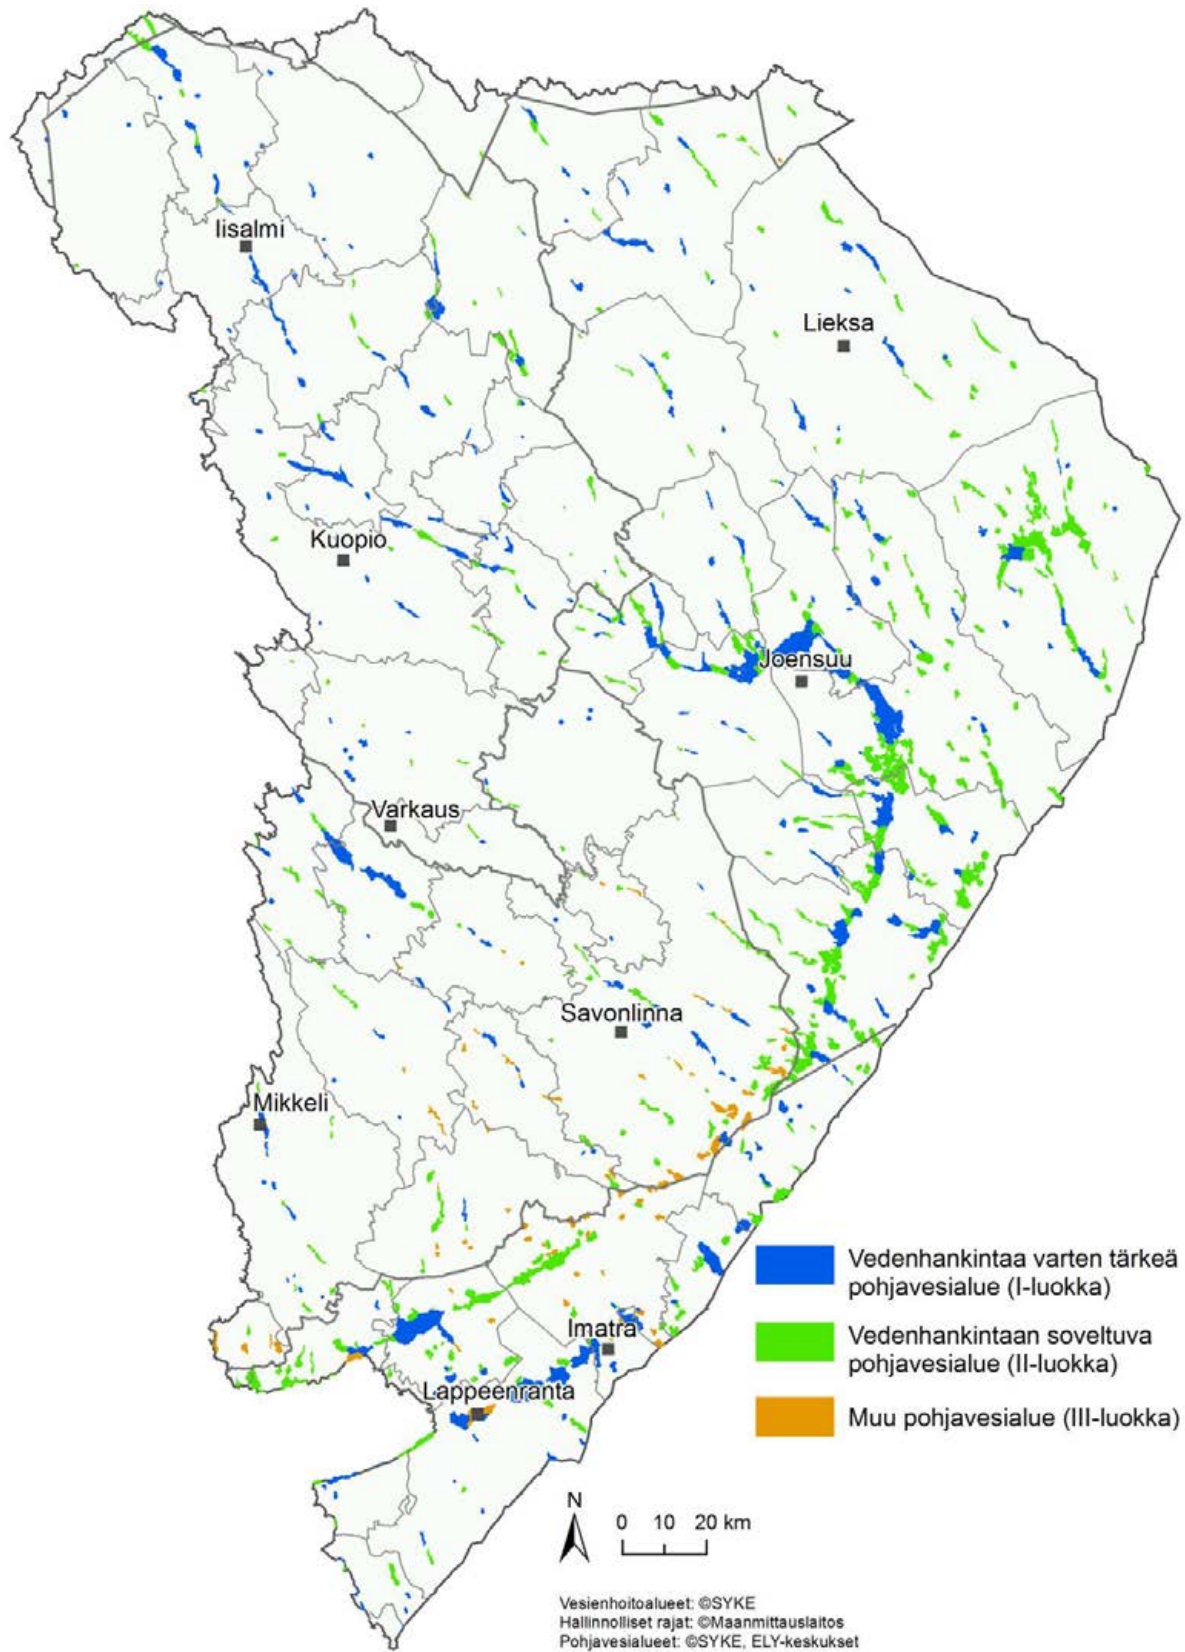 Iisalmi
Lieksa
Kuopio
Joensuu
Varkaus
Savonlinna
Mikkeli
Vedenhankintaa varten tärkeä
pohjavesialue (I-luokka)
Vedenhankintaan soveltuva
pohjavesialue (II-luokka)
Imatra
Lappeenranta
Muu pohjavesialue (III-luokka)
N
0 10 20 km
Vesienhoitoalueet: ©SYKE
Hallinnolliset rajat: ©Maanmittauslaitos
Pohjavesialueet: ©SYKE, ELY-keskukset